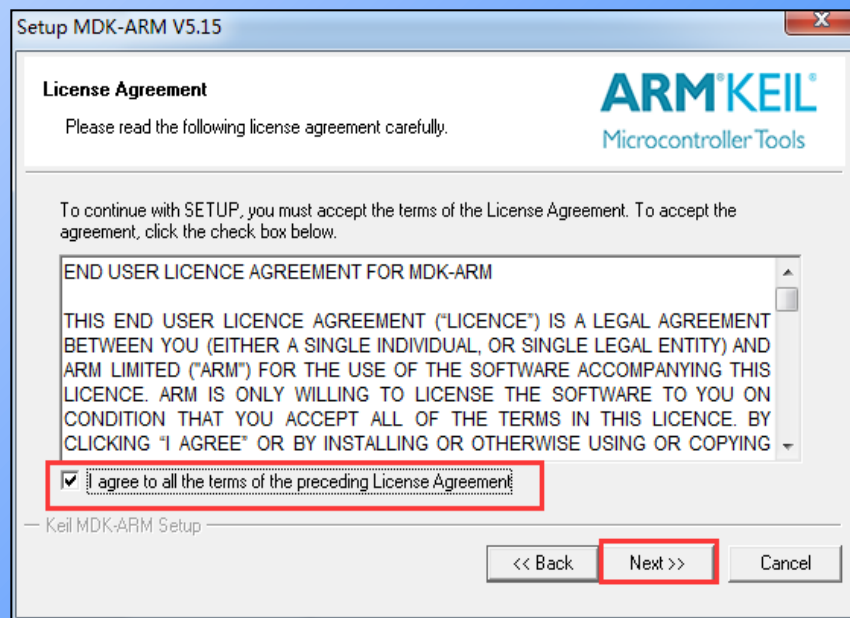 Setup MDK-ARM V5.15
License Agreement
Please read the following license agreement carefully.
ARM®KEIL®
Microcontroller Tools
To continue with SETUP, you must accept the terms of the License Agreement. To accept the
agreement, click the check box below.
END USER LICENCE AGREEMENT FOR MDK-ARM
THIS END USER LICENCE AGREEMENT (“LICENCE”) IS A LEGAL AGREEMENT
BETWEEN YOU (EITHER A SINGLE INDIVIDUAL, OR SINGLE LEGAL ENTITY) AND
ARM LIMITED ("ARM") FOR THE USE OF THE SOFTWARE ACCOMPANYING THIS
LICENCE. ARM IS ONLY WILLING TO LICENSE THE SOFTWARE TO YOU ON
CONDITION THAT YOU ACCEPT ALL OF THE TERMS IN THIS LICENCE. BY
CLICKING “I AGREE” OR BY INSTALLING OR OTHERWISE USING OR COPYING
I agree to all the terms of the preceding License Agreement
Keil MDK-ARM Setup
<< Back
Next >>
Cancel